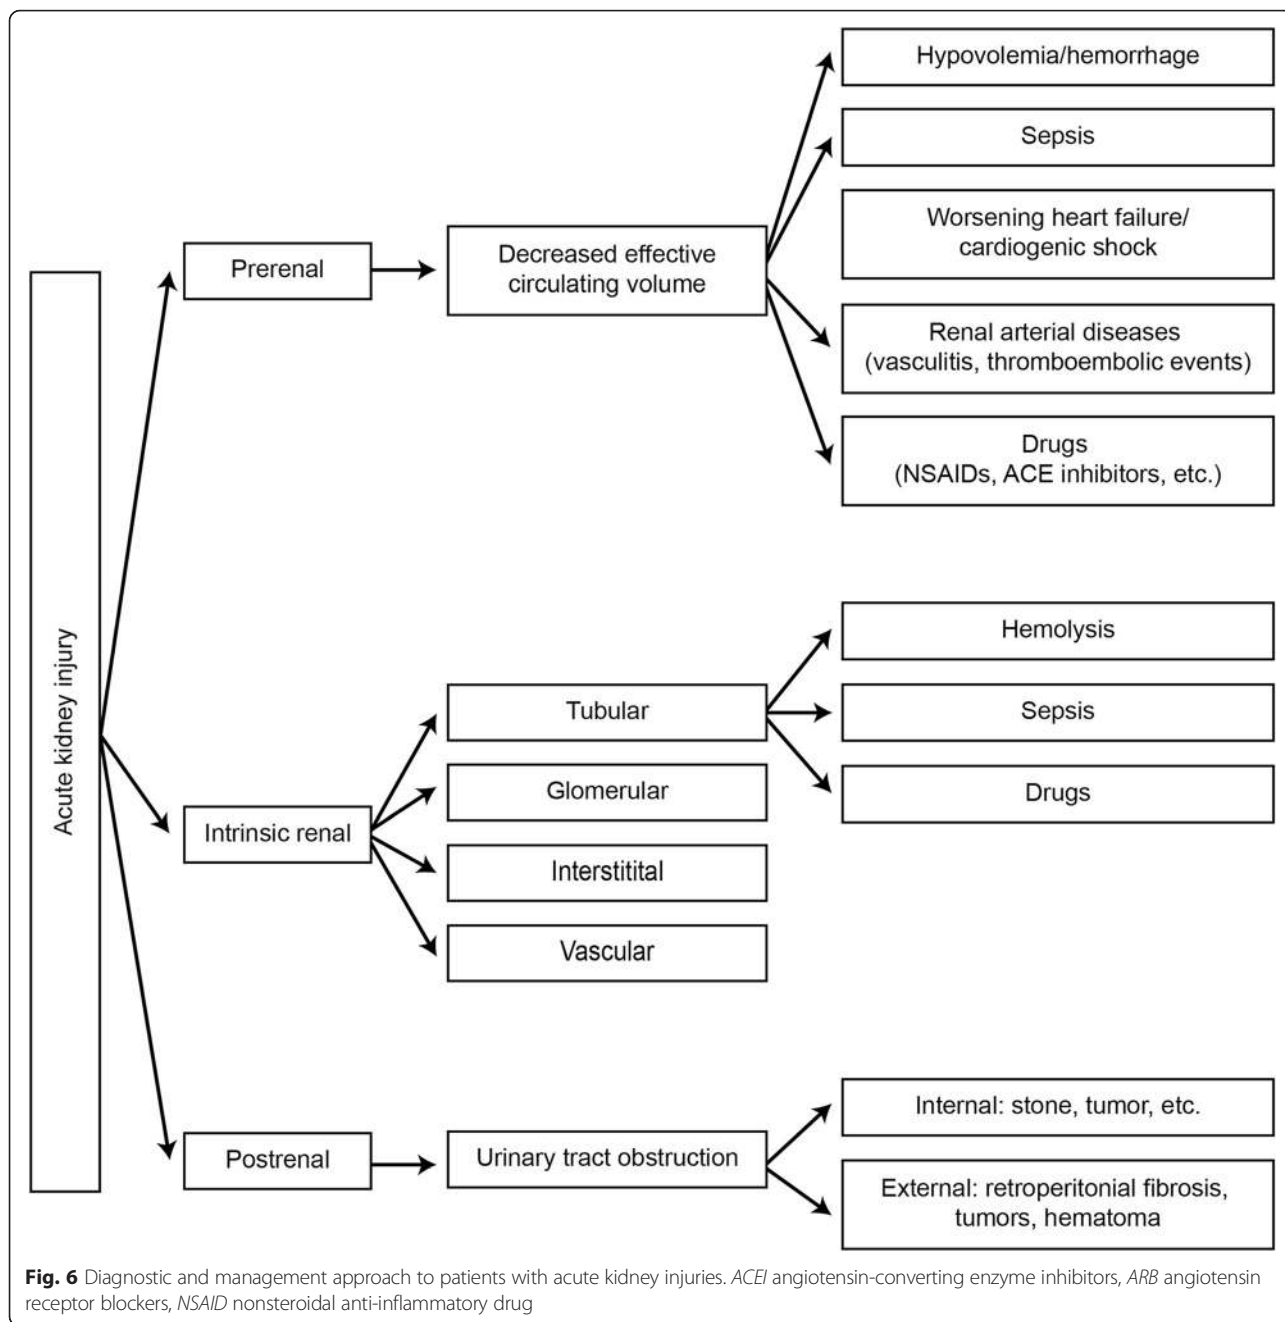 Acute kidney injury
Prerenal
Decreased effective
circulating volume
Hypovolemia/hemorrhage
Sepsis
Worsening heart failure/
cardiogenic shock
Renal arterial diseases
(vasculitis, thromboembolic events)
Drugs
(NSAIDs, ACE inhibitors, etc.)
Intrinsic renal
Tubular
Glomerular
Interstitital
Vascular
Hemolysis
Sepsis
Drugs
Postrenal
Urinary tract obstruction
Internal: stone, tumor, etc.
External: retroperitonial fibrosis,
tumors, hematoma
Fig. 6 Diagnostic and management approach to patients with acute kidney injuries. ACEI angiotensin-converting enzyme inhibitors, ARB angiotensin
receptor blockers, NSAID nonsteroidal anti-inflammatory drug